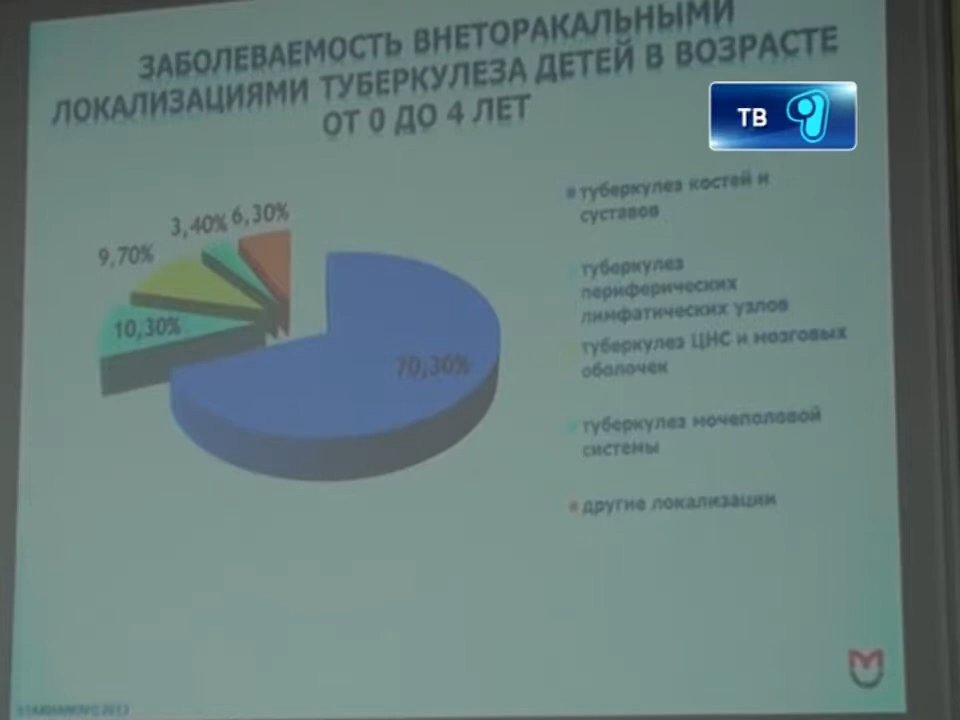 ЗАБОЛЕВАЕМОСТЬ ВНЕТОРАКАЛЬНЫМИ
ЛОКАЛИЗАЦИЯМИ ТУБЕРКУЛЕЗА ДЕТЕЙ В ВОЗРАСТЕ
ОТ 0 ДО 4 ЛЕТ
ТВ
3,40% 6,30%
9,70%
10,30%
70,30%
туберкулез костей и
суставов
туберкулез
периферических
лимфатических узлов
туберкулез ЦНС и мозговых
оболочек
туберкулез мочеполовой
системы
другие локализации